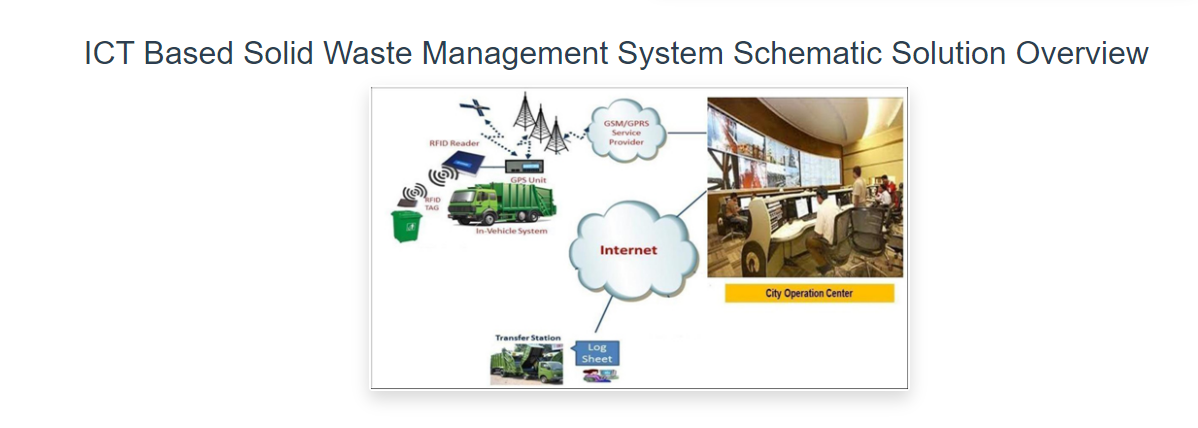 ICT Based Solid Waste Management System Schematic Solution Overview
GSM/GPRS
Service
Provider
RFID Reader
GPS Unit
RFID
TAG
In-Vehicle System
Internet
City Operation Center
Transfer Station
Log
Sheet